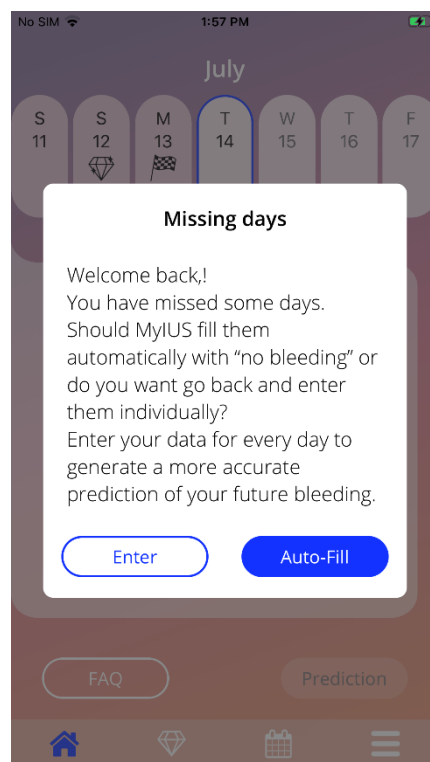 No SIM 1:57 PM
July
S S M T W T F
11 12 13 14 15 16 17
Missing days
Welcome back,!
You have missed some days.
Should MyIUS fill them
automatically with “no bleeding” or
do you want go back and enter
them individually?
Enter your data for every day to
generate a more accurate
prediction of your future bleeding.
Enter Auto-Fill
FAQ Prediction